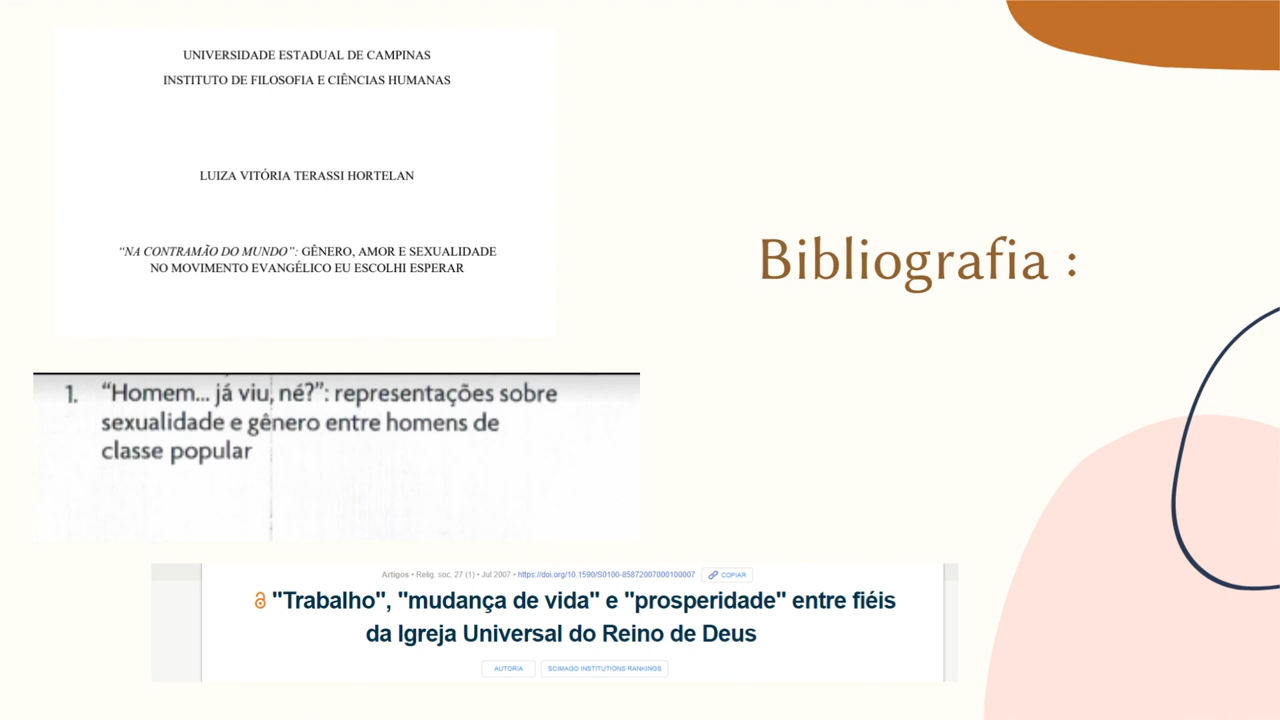 UNIVERSIDADE ESTADUAL DE CAMPINAS
INSTITUTO DE FILOSOFIA E CIÊNCIAS HUMANAS
LUIZA VITÓRIA TERASSI HORTELAN
“NA CONTRAMÃO DO MUNDO”: GÊNERO, AMOR E SEXUALIDADE
NO MOVIMENTO EVANGÉLICO EU ESCOLHI ESPERAR
Bibliografia :
1. “Homem... já viu, né?”: representações sobre
sexualidade e gênero entre homens de
classe popular
Artigos • Relig. soc. 27 (1) • Jul 2007 • https://doi.org/10.1590/S0100-85872007000100007 COPIAR
"Trabalho", "mudança de vida" e "prosperidade" entre fiéis
da Igreja Universal do Reino de Deus
AUTORIA SCIMAGO INSTITUTIONS RANKINGS